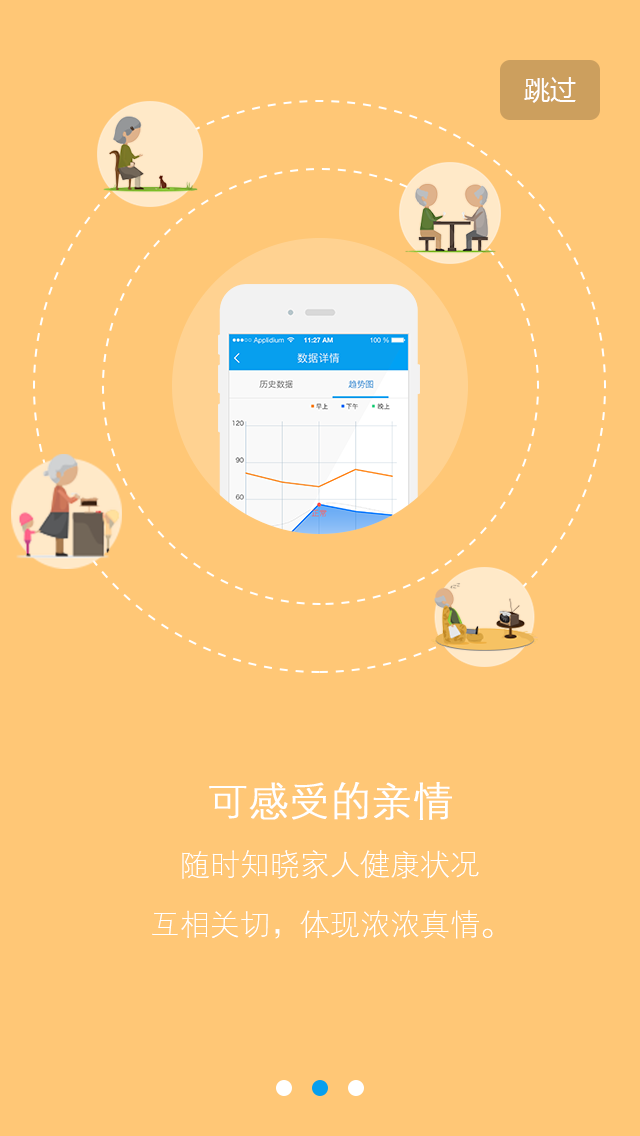 跳过
Applidium 11:27 AM 100 %
数据详情
历史数据 趋势图
早上 下午 晚上
120
90
60
可感受的亲情
随时知晓家人健康状况
互相关切，体现浓浓真情。